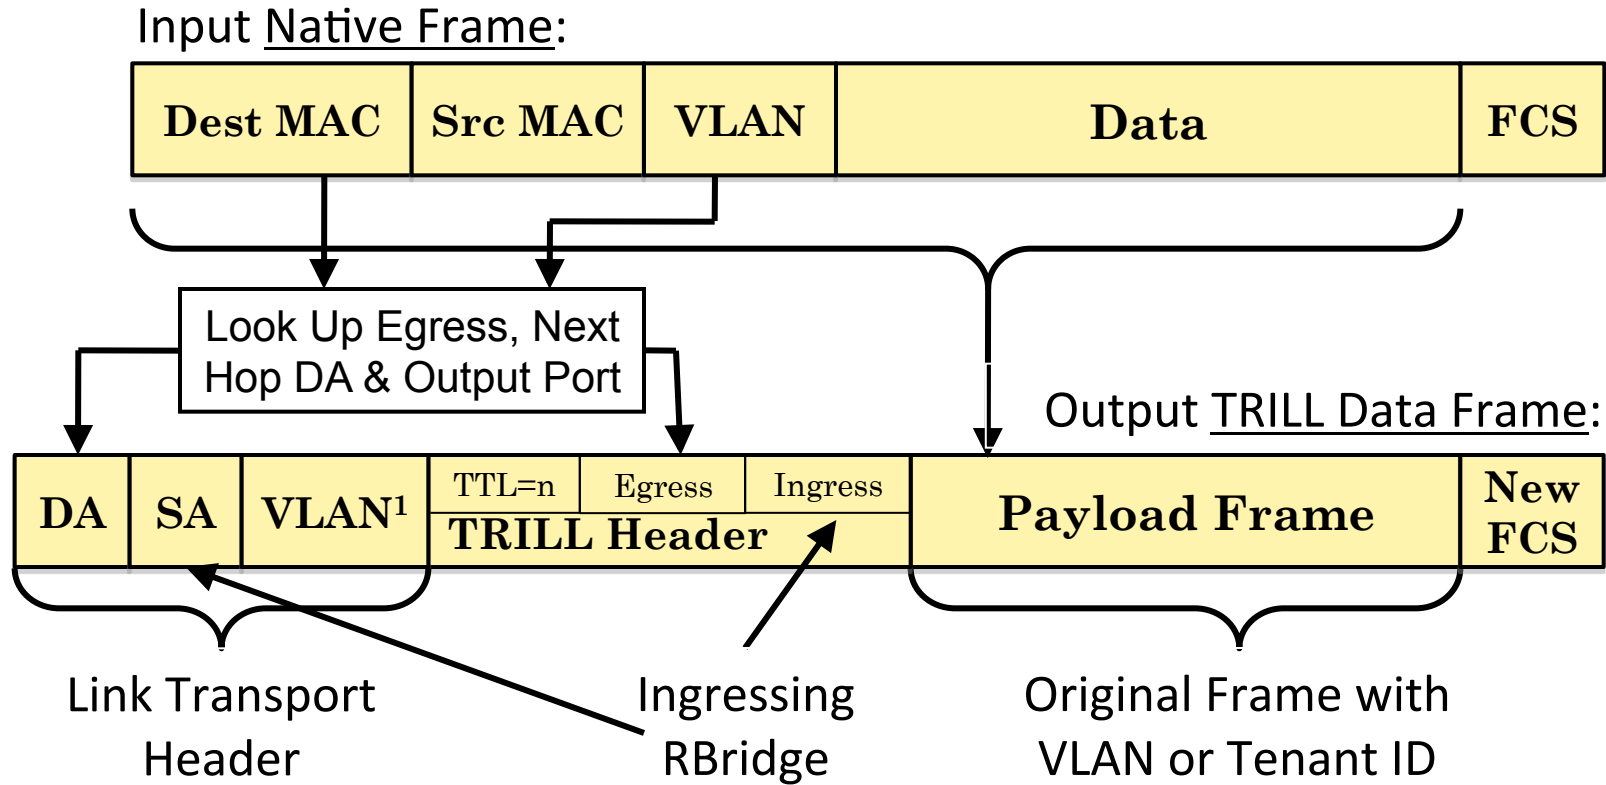 Input Native Frame:
Dest MAC Src MAC VLAN Data FCS
Look Up Egress, Next
Hop DA & Output Port
Output TRILL Data Frame:
DA SA VLAN¹ TTL=n Egress Ingress
TRILL Header
Payload Frame
New
FCS
Link Transport
Header
Ingressing
RBridge
Original Frame with
VLAN or Tenant ID